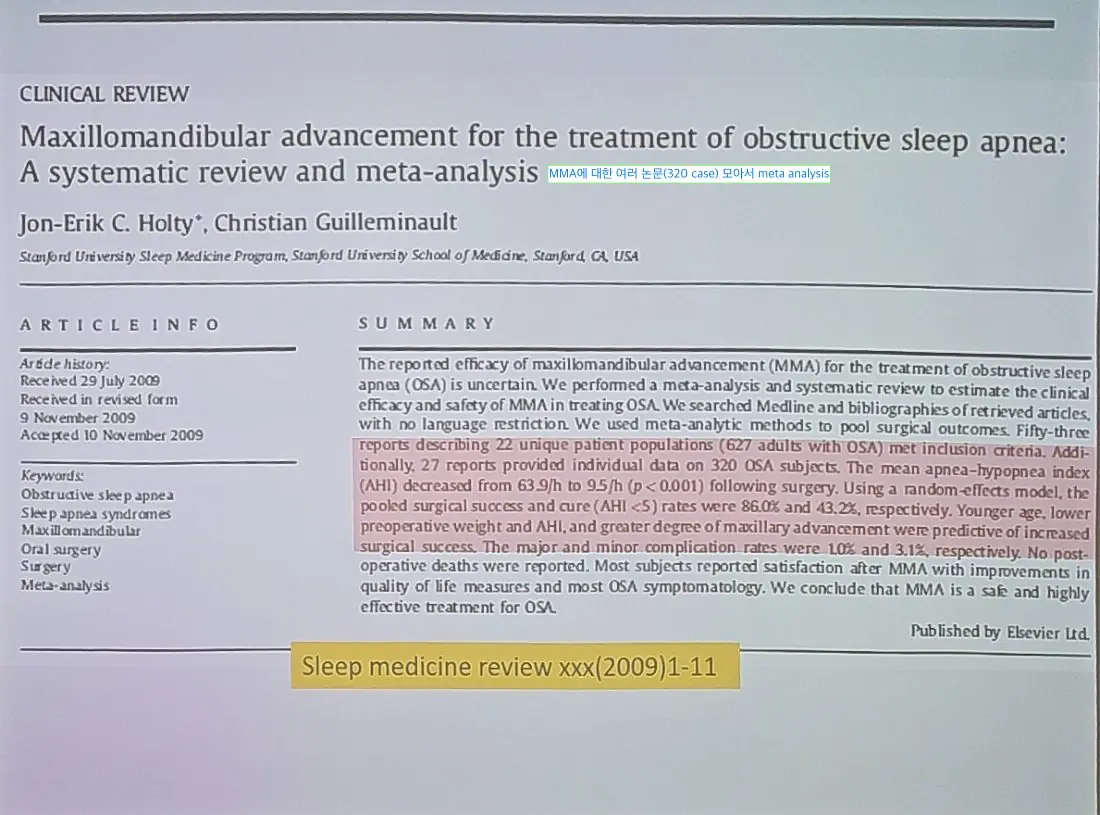 CLINICAL REVIEW
Maxillomandibular advancement for the treatment of obstructive sleep apnea:
A systematic review and meta-analysis MMA에 대한 여러 논문(320 case) 모아서 meta analysis
Jon-Erik C. Holty*, Christian Guilleminault
Stanford University Sleep Medicine Program, Stanford University School of Medicine, Stanford, CA, USA
ARTICLE INFO
Article history:
Received 29 July 2009
Received in revised form
9 November 2009
Accepted 10 November 2009
Keywords:
Obstructive sleep apnea
Sleep apnea syndromes
Maxillomandibular
Oral surgery
Surgery
Meta-analysis
SUMMARY
The reported efficacy of maxillomandibular advancement (MMA) for the treatment of obstructive sleep
apnea (OSA) is uncertain. We performed a meta-analysis and systematic review to estimate the clinical
efficacy and safety of MMA in treating OSA. We searched Medline and bibliographies of retrieved articles,
with no language restriction. We used meta-analytic methods to pool surgical outcomes. Fifty-three
reports describing 22 unique patient populations (627 adults with OSA) met inclusion criteria. Addi-
tionally, 27 reports provided individual data on 320 OSA subjects. The mean apnea-hypopnea index
(AHI) decreased from 63.9/h to 9.5/h (p < 0.001) following surgery. Using a random-effects model, the
pooled surgical success and cure (AHI <5) rates were 86.0% and 43.2%, respectively. Younger age, lower
preoperative weight and AHI, and greater degree of maxillary advancement were predictive of increased
surgical success. The major and minor complication rates were 1.0% and 3.1%, respectively. No post-
operative deaths were reported. Most subjects reported satisfaction after MMA with improvements in
quality of life measures and most OSA symptomatology. We conclude that MMA is a safe and highly
effective treatment for OSA.
Published by Elsevier Ltd.
Sleep medicine review xxx(2009)1-11